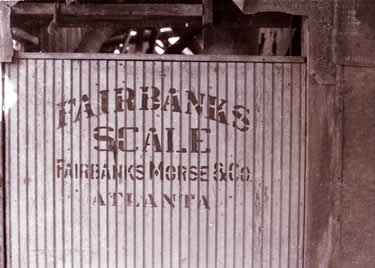 FAIRBANKS
SCALE
FAIRBANKS MORSE & CO.
ATLANTA